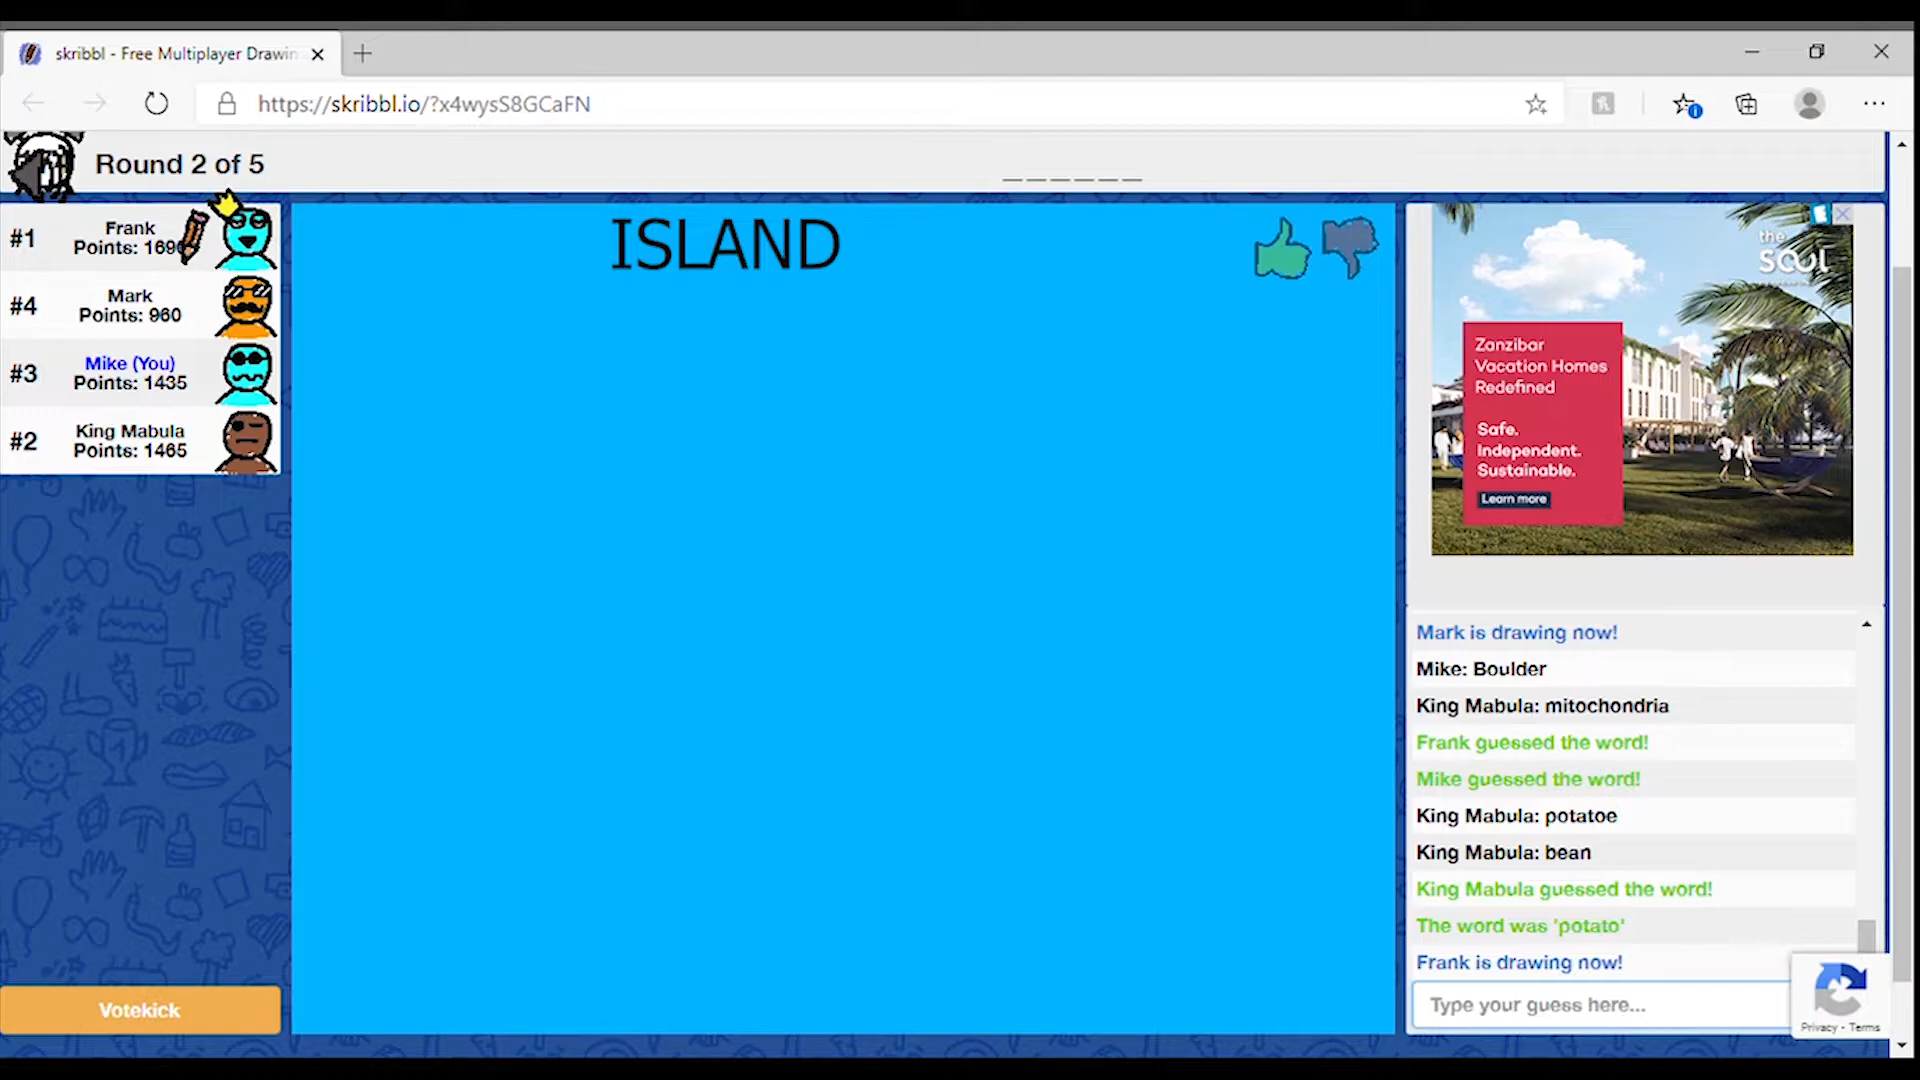 skribbl - Free Multiplayer Drawin
https://skribbl.io/?x4wysS8GCaFN
Round 2 of 5
______
#1
Frank
Points: 1690
#4
Mark
Points: 960
#3
Mike (You)
Points: 1435
#2
King Mabula
Points: 1465
Votekick
ISLAND
the
SOUL
Zanzibar
Vacation Homes
Redefined
Safe.
Independent.
Sustainable.
Learn more
Mark is drawing now!
Mike: Boulder
King Mabula: mitochondria
Frank guessed the word!
Mike guessed the word!
King Mabula: potatoe
King Mabula: bean
King Mabula guessed the word!
The word was 'potato'
Frank is drawing now!
Type your guess here...
Privacy - Terms